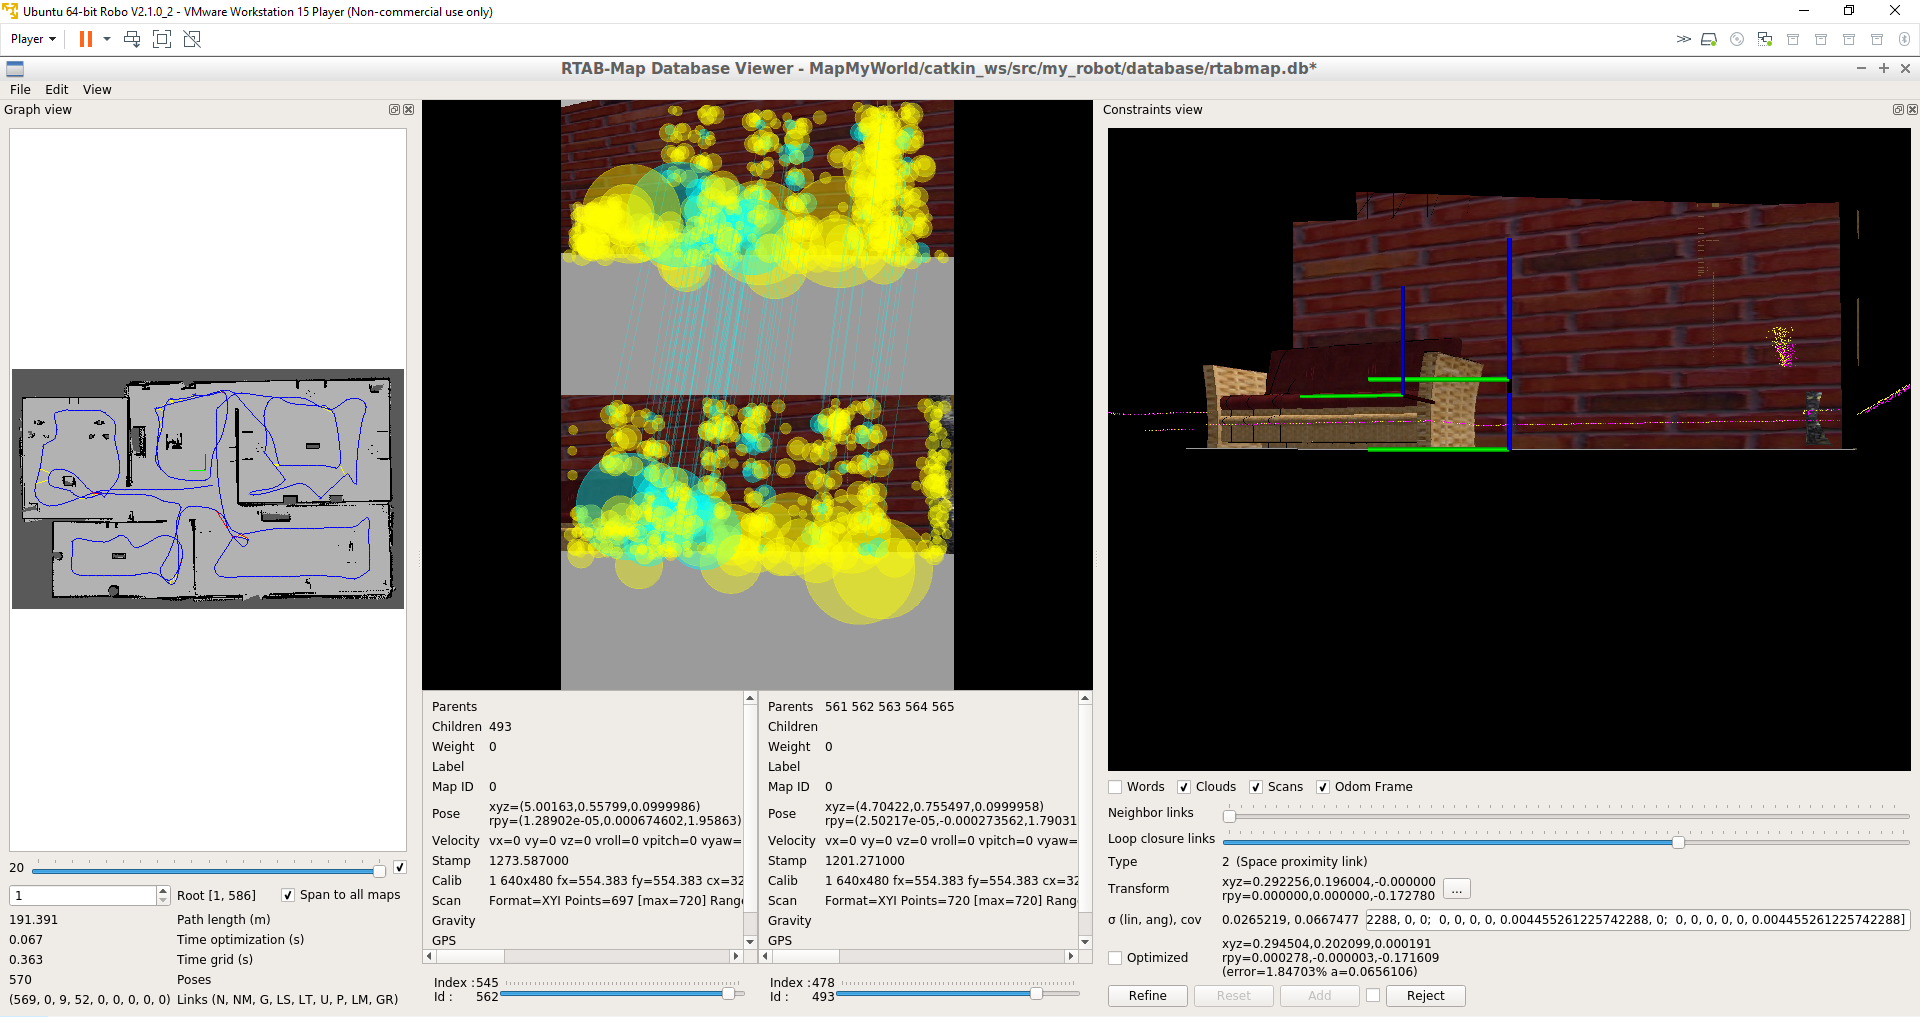 Ubuntu 64-bit Robo V2.1.0_2 - VMware Workstation 15 Player (Non-commercial use only)
Player
RTAB-Map Database Viewer - MapMyWorld/catkin_ws/src/my_robot/database/rtabmap.db*
File Edit View
Graph view
20
1 Root [1, 586] Span to all maps
191.391 Path length (m)
0.067 Time optimization (s)
0.363 Time grid (s)
570 Poses
(569, 0, 9, 52, 0, 0, 0, 0, 0) Links (N, NM, G, LS, LT, U, P, LM, GR)
Parents
Children 493
Weight 0
Label
Map ID 0
Pose xyz=(5.00163,0.55799,0.0999986)
rpy=(1.28902e-05,0.000674602,1.95863)
Velocity vx=0 vy=0 vz=0 vroll=0 vpitch=0 vyaw=
Stamp 1273.587000
Calib 1 640x480 fx=554.383 fy=554.383 cx=32
Scan Format=XYI Points=697 [max=720] Rang
Gravity
GPS
Index :545
Id : 562
Parents 561 562 563 564 565
Children
Weight 0
Label
Map ID 0
Pose xyz=(4.70422,0.755497,0.0999958)
rpy=(2.50217e-05,-0.000273562,1.79031
Velocity vx=0 vy=0 vz=0 vroll=0 vpitch=0 vyaw=
Stamp 1201.271000
Calib 1 640x480 fx=554.383 fy=554.383 cx=32
Scan Format=XYI Points=720 [max=720] Rang
Gravity
GPS
Index :478
Id : 493
Constraints view
Words Clouds Scans Odom Frame
Neighbor links
Loop closure links
Type 2 (Space proximity link)
Transform xyz=0.292256,0.196004,-0.000000
rpy=0.000000,0.000000,-0.172780 ...
σ (lin, ang), cov 0.0265219, 0.0667477 2288, 0, 0; 0, 0, 0, 0, 0.004455261225742288, 0; 0, 0, 0, 0, 0, 0.004455261225742288]
Optimized xyz=0.294504,0.202099,0.000191
rpy=0.000278,-0.000003,-0.171609
(error=1.84703% a=0.0656106)
Refine Reset Add Reject